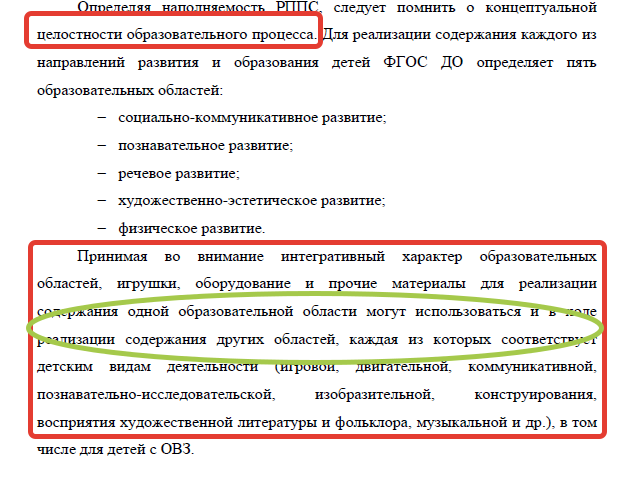 Определяя наполняемость РППС, следует помнить о концептуальной
целостности образовательного процесса. Для реализации содержания каждого из
направлений развития и образования детей ФГОС ДО определяет пять
образовательных областей:
– социально-коммуникативное развитие;
– познавательное развитие;
– речевое развитие;
– художественно-эстетическое развитие;
– физическое развитие.
Принимая во внимание интегративный характер образовательных
областей, игрушки, оборудование и прочие материалы для реализации
содержания одной образовательной области могут использоваться и в ходе
реализации содержания других областей, каждая из которых соответствует
детским видам деятельности (игровой, двигательной, коммуникативной,
познавательно-исследовательской, изобразительной, конструирования,
восприятия художественной литературы и фольклора, музыкальной и др.), в том
числе для детей с ОВЗ.